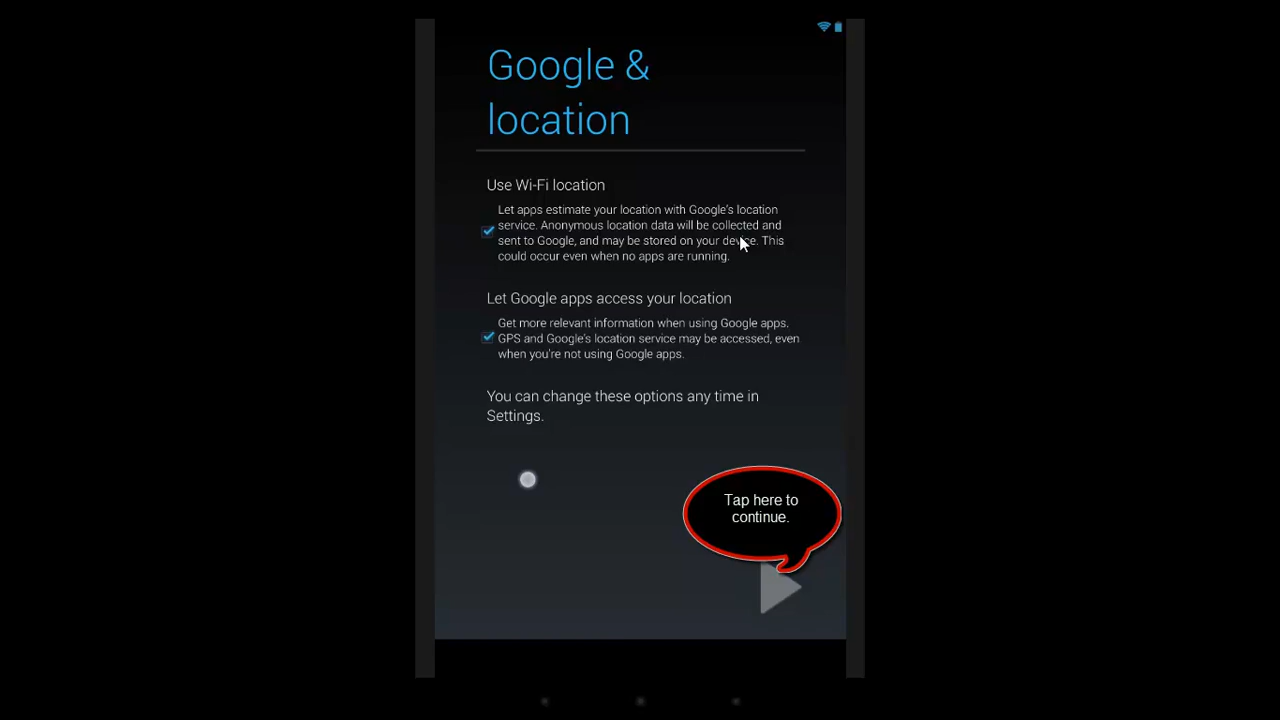 Google &
location
Use Wi-Fi location
Let apps estimate your location with Google's location
service. Anonymous location data will be collected and
sent to Google, and may be stored on your device. This
could occur even when no apps are running.
Let Google apps access your location
Get more relevant information when using Google apps.
GPS and Google's location service may be accessed, even
when you're not using Google apps.
You can change these options any time in
Settings.
Tap here to
continue.